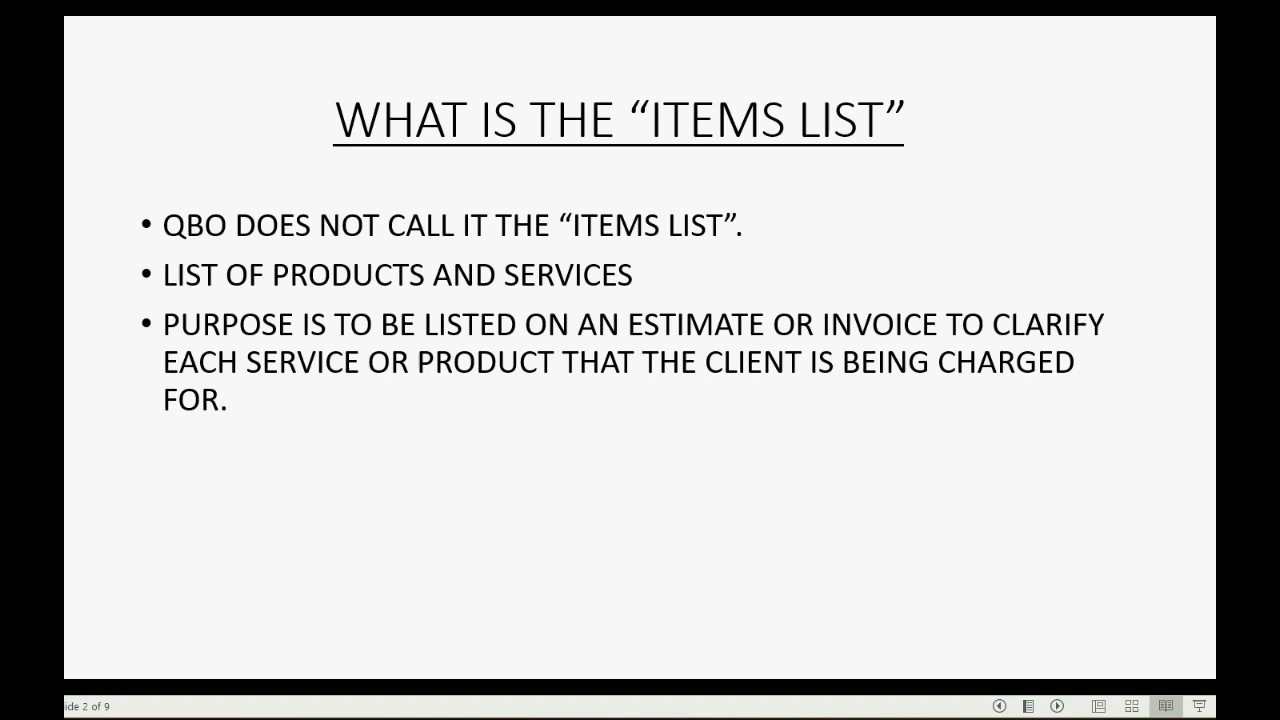 WHAT IS THE “ITEMS LIST”
• QBO DOES NOT CALL IT THE “ITEMS LIST”.
• LIST OF PRODUCTS AND SERVICES
• PURPOSE IS TO BE LISTED ON AN ESTIMATE OR INVOICE TO CLARIFY
EACH SERVICE OR PRODUCT THAT THE CLIENT IS BEING CHARGED
FOR.
ide 2 of 9